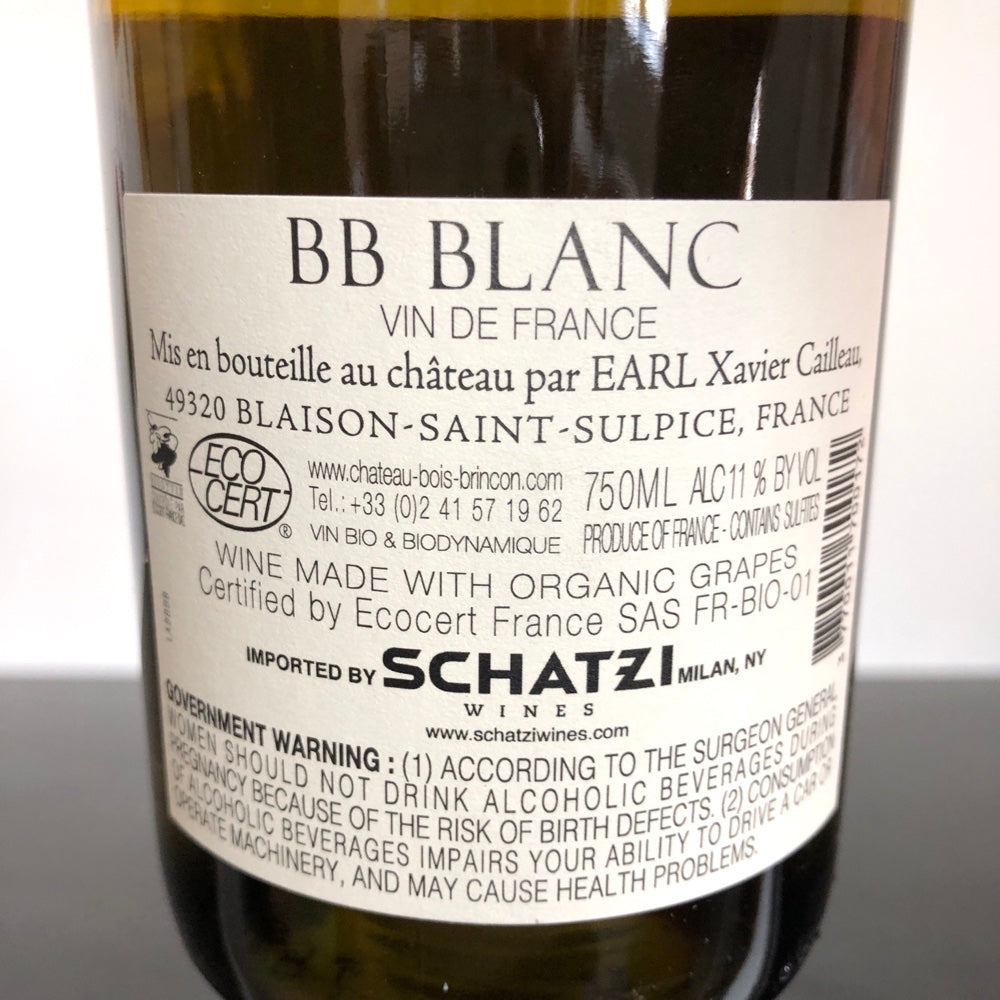 BB BLANC
VIN DE FRANCE
Mis en bouteille au château par EARL Xavier Cailleau,
49320 BLAISON-SAINT-SULPICE, FRANCE
ECO
CERT
®
www.chateau-bois-brincon.com
Tel.: +33 (0)2 41 57 19 62
VIN BIO & BIODYNAMIQUE
750ML ALC 11 % BY VOL
PRODUCE OF FRANCE - CONTAINS SULFITES
WINE MADE WITH ORGANIC GRAPES
Certified by Ecocert France SAS FR-BIO-01
IMPORTED BY SCHATZI MILAN, NY
WINES
www.schatziwines.com
GOVERNMENT WARNING : (1) ACCORDING TO THE SURGEON GENERAL
WOMEN SHOULD NOT DRINK ALCOHOLIC BEVERAGES DURING
PREGNANCY BECAUSE OF THE RISK OF BIRTH DEFECTS. (2) CONSUMPTION
OF ALCOHOLIC BEVERAGES IMPAIRS YOUR ABILITY TO DRIVE A CAR OR
OPERATE MACHINERY, AND MAY CAUSE HEALTH PROBLEMS.